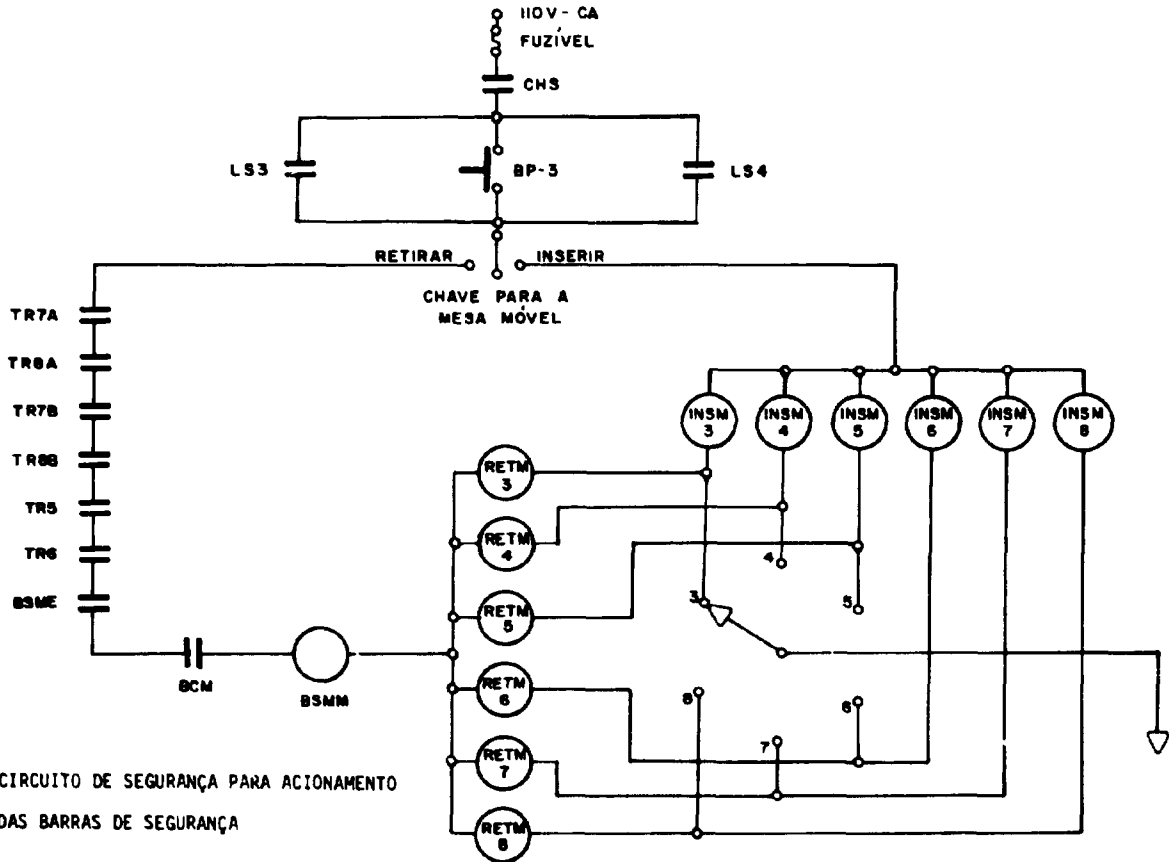 110V - CA
FUZÍVEL
CHS
LS3
BP-3
LS4
RETIRAR
INSERIR
CHAVE PARA A
MESA MÓVEL
TR7A
TR8A
TR7B
TR8B
TR5
TR6
BSME
BCM
BSMM
INSM 3
INSM 4
INSM 5
INSM 6
INSM 7
INSM 8
RETM 3
RETM 4
RETM 5
RETM 6
RETM 7
RETM 8
3
4
5
6
7
8
CIRCUITO DE SEGURANÇA PARA ACIONAMENTO
DAS BARRAS DE SEGURANÇA